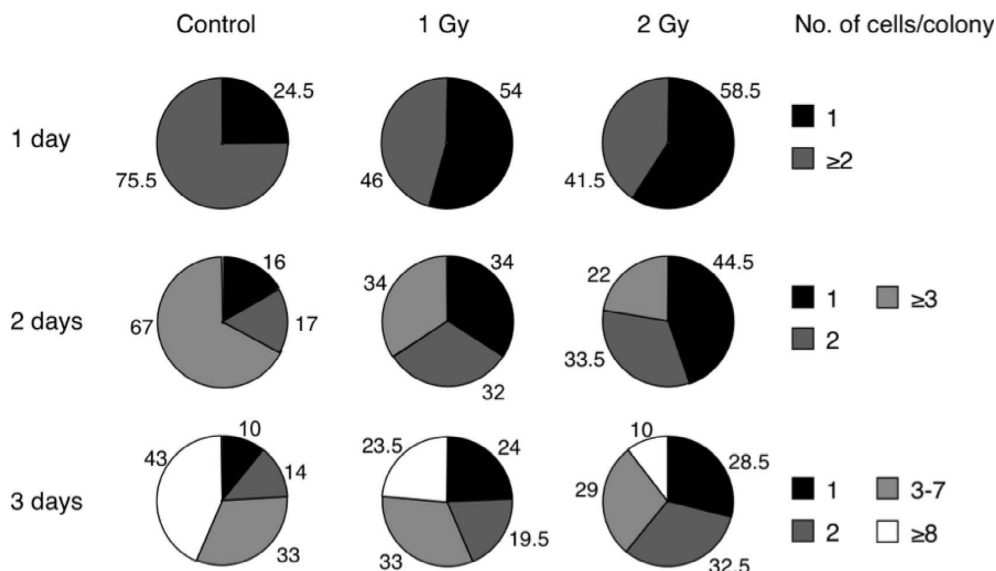 Control 1 Gy 2 Gy No. of cells/colony
24.5 54 58.5
1 day 1
≥2
75.5 46 41.5
16 34 34 22 44.5
2 days 67 17 1 ≥3
33.5 2
32
43 10 23.5 24 10 28.5
14 29
3 days 1 3-7
19.5 2 ≥8
33 33 32.5